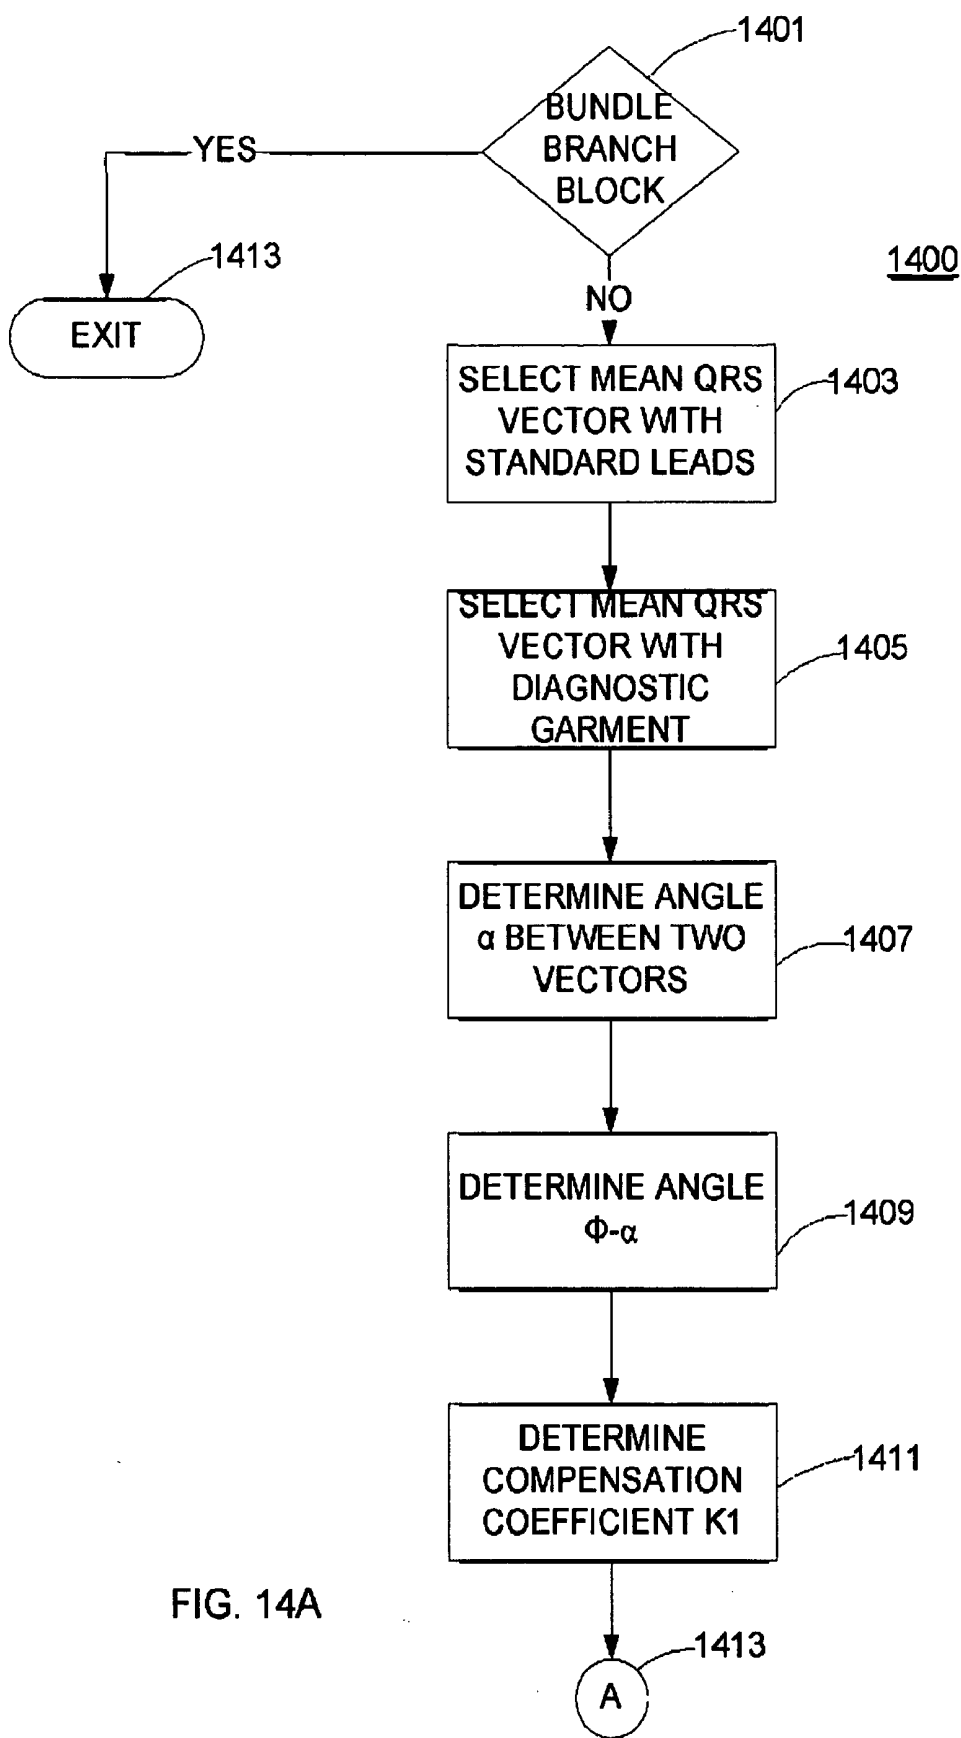 1401
BUNDLE
BRANCH
BLOCK
YES
1413
EXIT
1400
NO
SELECT MEAN QRS
VECTOR WITH
STANDARD LEADS
1403
SELECT MEAN QRS
VECTOR WITH
DIAGNOSTIC
GARMENT
1405
DETERMINE ANGLE
α BETWEEN TWO
VECTORS
1407
DETERMINE ANGLE
Φ-α
1409
DETERMINE
COMPENSATION
COEFFICIENT K1
1411
FIG. 14A
1413
A